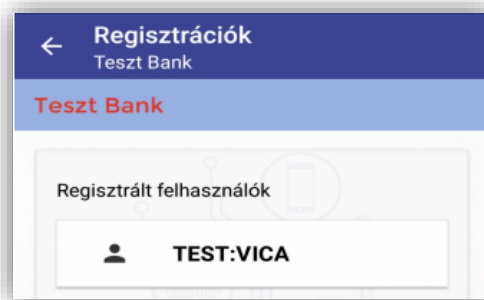 Regisztrációk
Teszt Bank
Teszt Bank
Regisztrált felhasználók
TEST:VICA